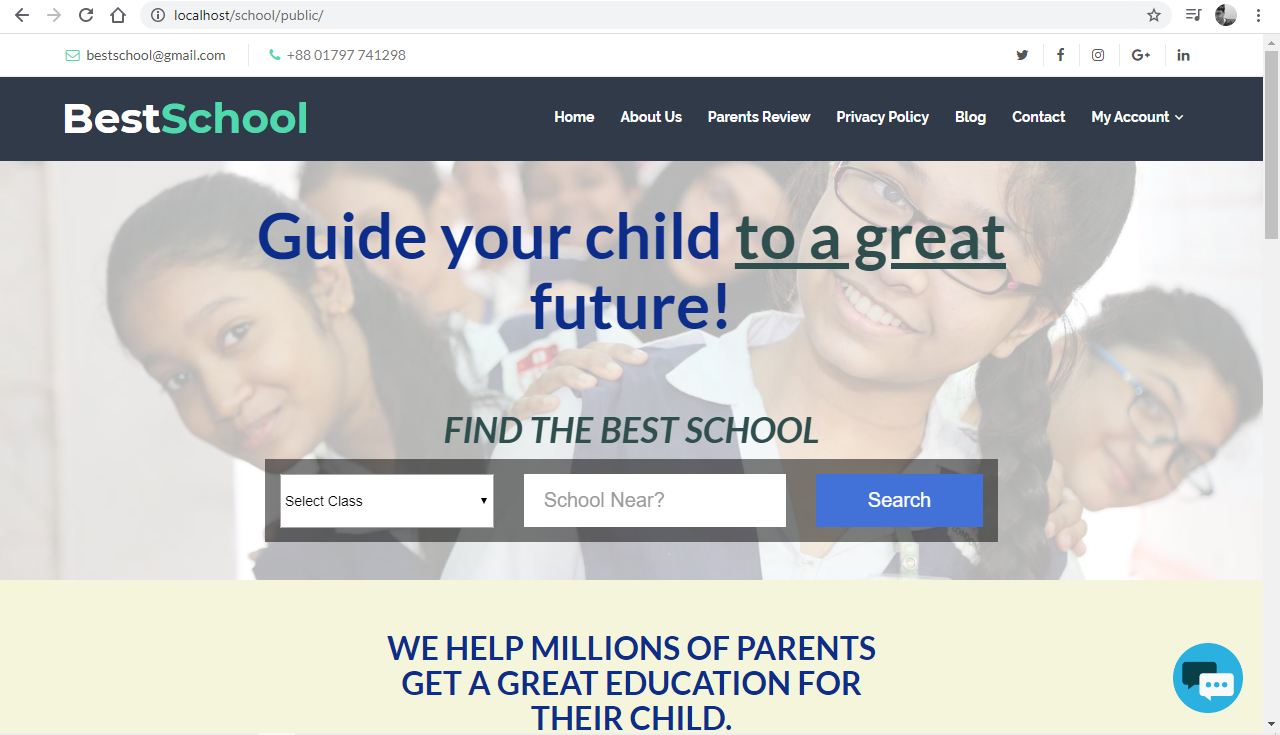 localhost/school/public/
bestschool@gmail.com
+88 01797 741298
BestSchool
Home
About Us
Parents Review
Privacy Policy
Blog
Contact
My Account
Guide your child to a great
future!
FIND THE BEST SCHOOL
Select Class
School Near?
Search
WE HELP MILLIONS OF PARENTS
GET A GREAT EDUCATION FOR
THEIR CHILD.